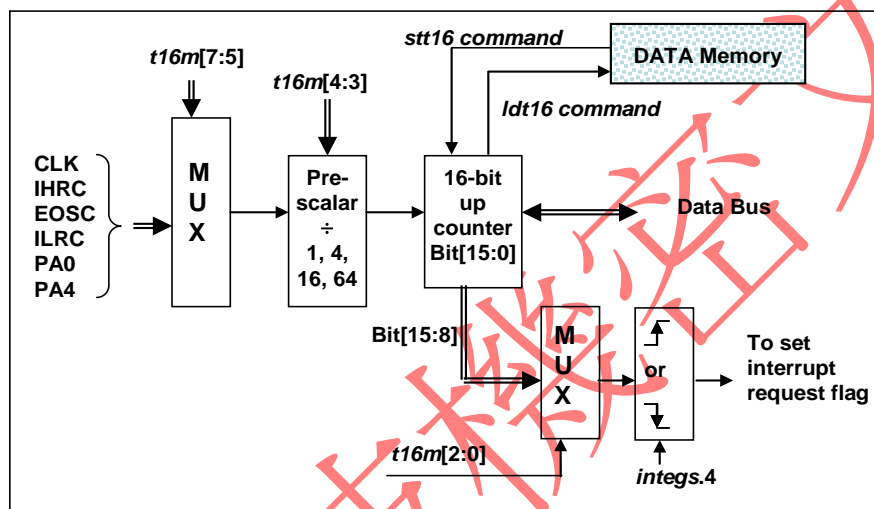 stt16 command
DATA Memory
t16m[7:5]
t16m[4:3]
ldt16 command
CLK
IHRC
EOSC
ILRC
PA0
PA4
M
U
X
Pre-
scalar
÷
1, 4,
16, 64
16-bit
up
counter
Bit[15:0]
Data Bus
Bit[15:8]
M
U
X
or
To set
interrupt
request flag
t16m[2:0]
integs.4